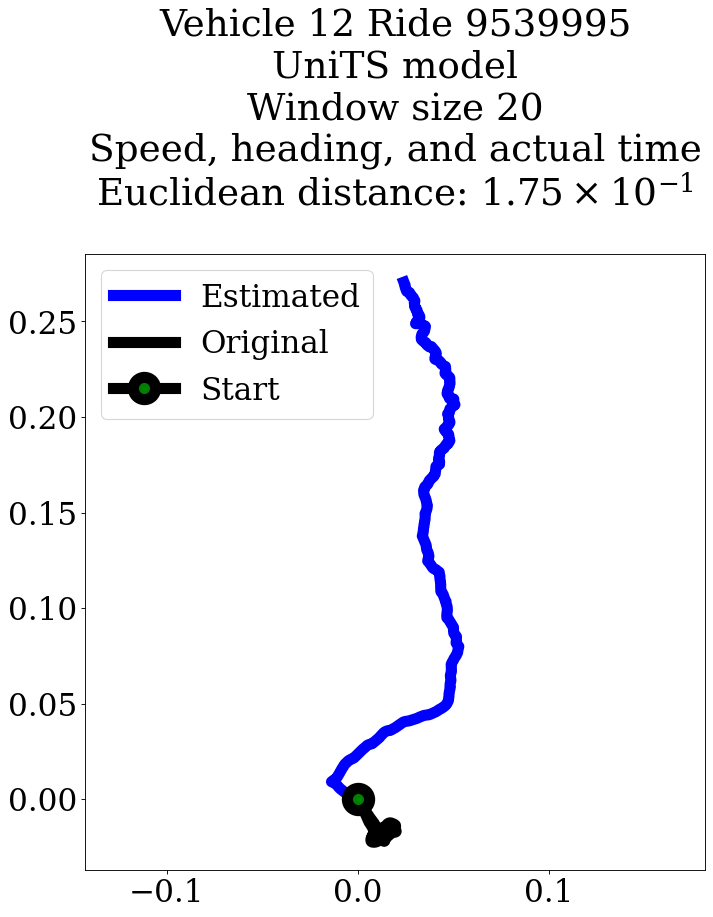 Vehicle 12 Ride 9539995
UniTS model
Window size 20
Speed, heading, and actual time
Euclidean distance: 1.75 × 10⁻¹
Estimated
Original
Start
0.25
0.20
0.15
0.10
0.05
0.00
−0.1
0.0
0.1